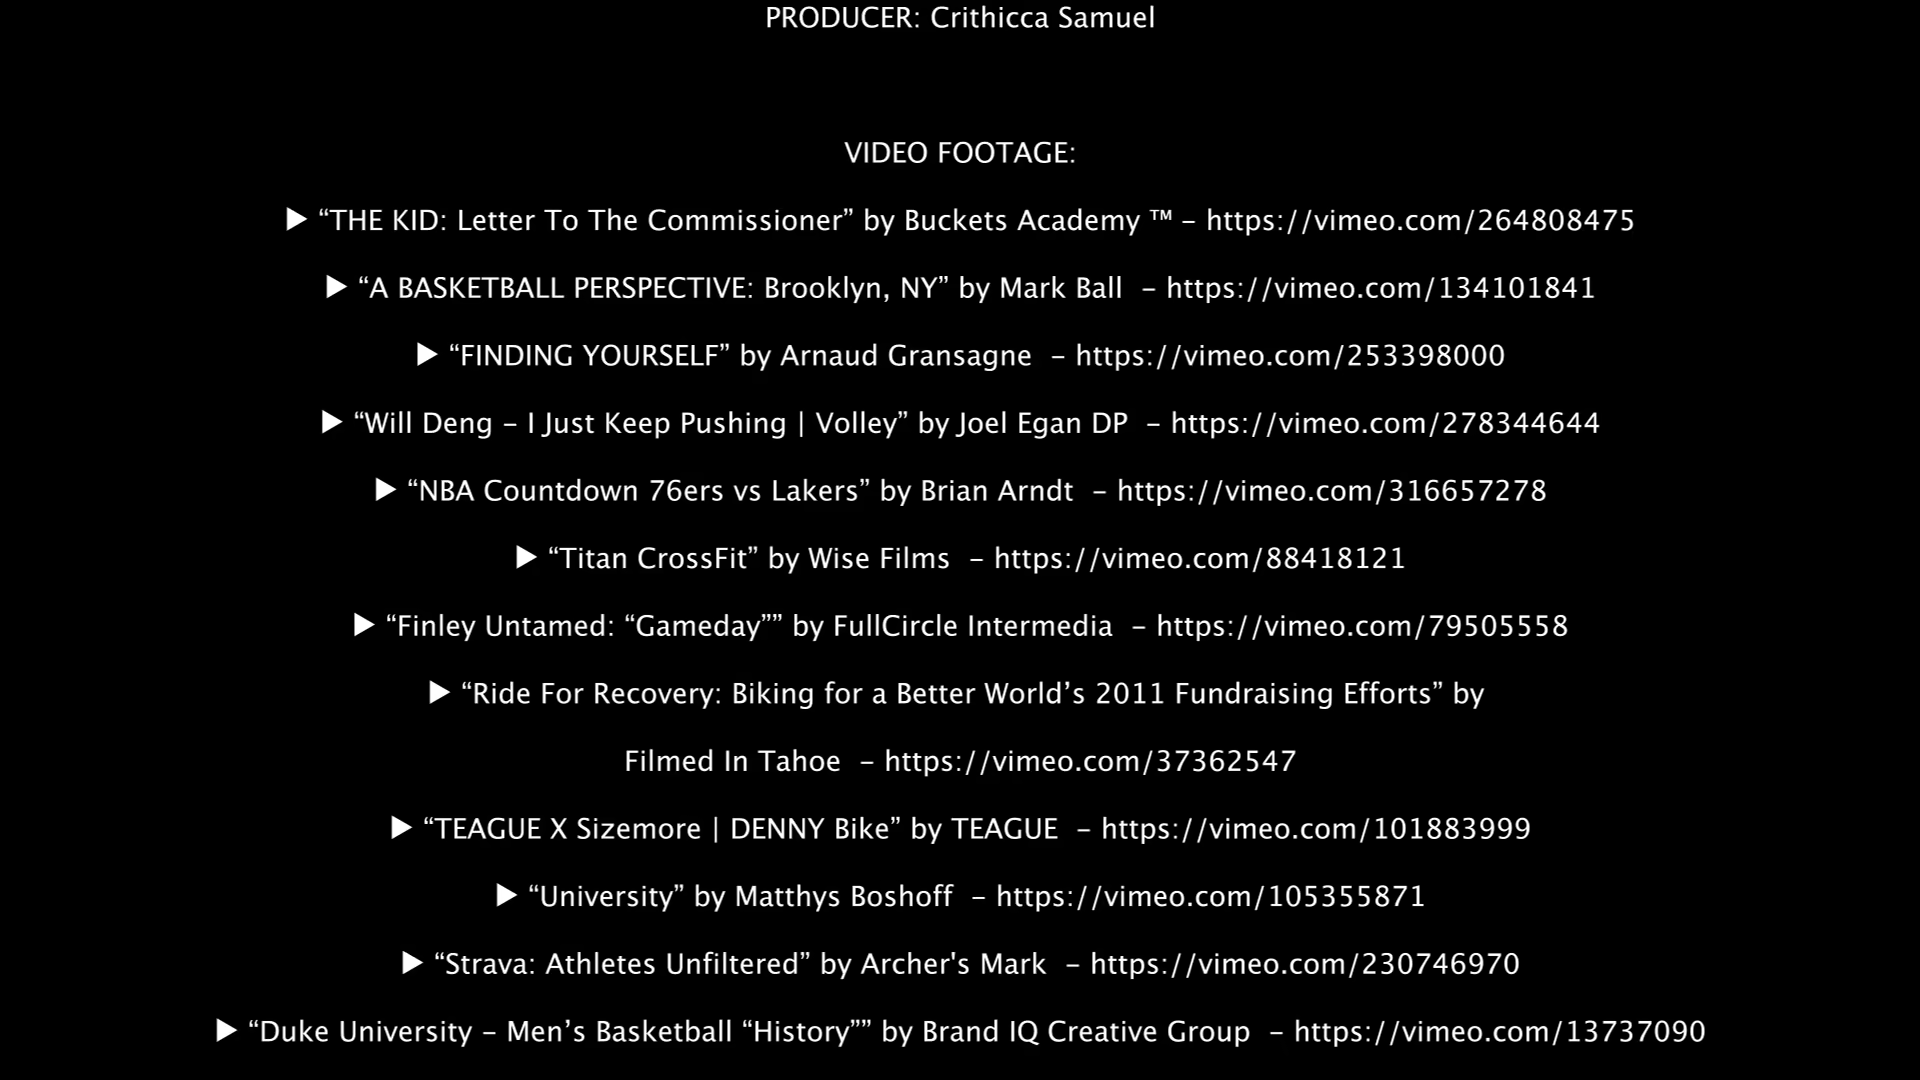 PRODUCER: Crithicca Samuel
VIDEO FOOTAGE:
▶ “THE KID: Letter To The Commissioner” by Buckets Academy ™ – https://vimeo.com/264808475
▶ “A BASKETBALL PERSPECTIVE: Brooklyn, NY” by Mark Ball – https://vimeo.com/134101841
▶ “FINDING YOURSELF” by Arnaud Gransagne – https://vimeo.com/253398000
▶ “Will Deng – I Just Keep Pushing | Volley” by Joel Egan DP – https://vimeo.com/278344644
▶ “NBA Countdown 76ers vs Lakers” by Brian Arndt – https://vimeo.com/316657278
▶ “Titan CrossFit” by Wise Films – https://vimeo.com/88418121
▶ “Finley Untamed: “Gameday”” by FullCircle Intermedia – https://vimeo.com/79505558
▶ “Ride For Recovery: Biking for a Better World’s 2011 Fundraising Efforts” by
Filmed In Tahoe – https://vimeo.com/37362547
▶ “TEAGUE X Sizemore | DENNY Bike” by TEAGUE – https://vimeo.com/101883999
▶ “University” by Matthys Boshoff – https://vimeo.com/105355871
▶ “Strava: Athletes Unfiltered” by Archer's Mark – https://vimeo.com/230746970
▶ “Duke University – Men’s Basketball “History”” by Brand IQ Creative Group – https://vimeo.com/13737090